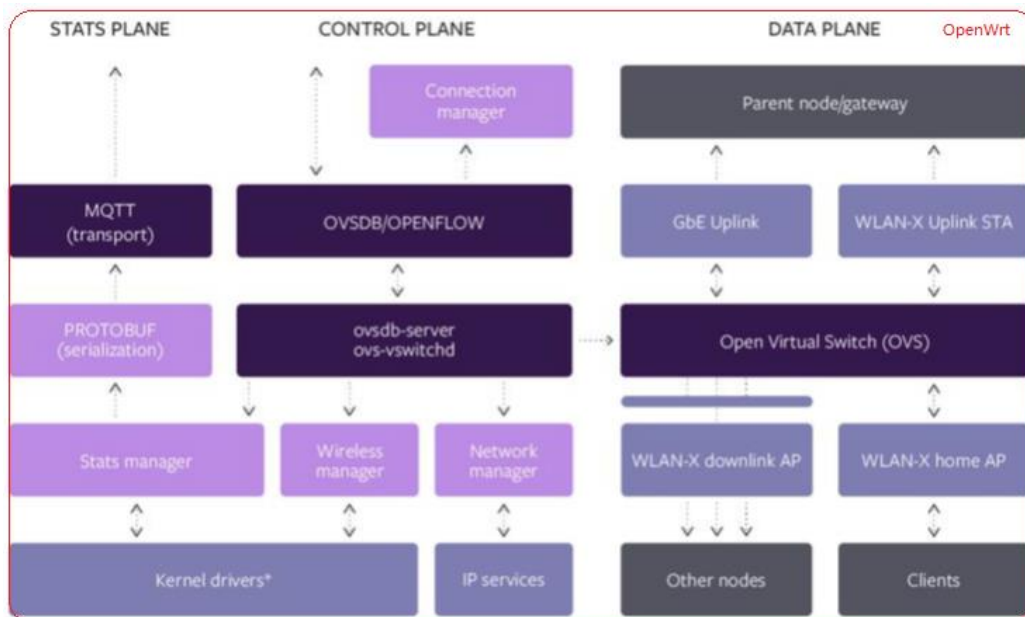 STATS PLANE
CONTROL PLANE
DATA PLANE
OpenWrt
Connection
manager
Parent node/gateway
MQTT
(transport)
OVSDB/OPENFLOW
GbE Uplink
WLAN-X Uplink STA
PROTOBUF
(serialization)
ovsdb-server
ovs-vswitchd
Open Virtual Switch (OVS)
Stats manager
Wireless
manager
Network
manager
WLAN-X downlink AP
WLAN-X home AP
Kernel drivers†
IP services
Other nodes
Clients